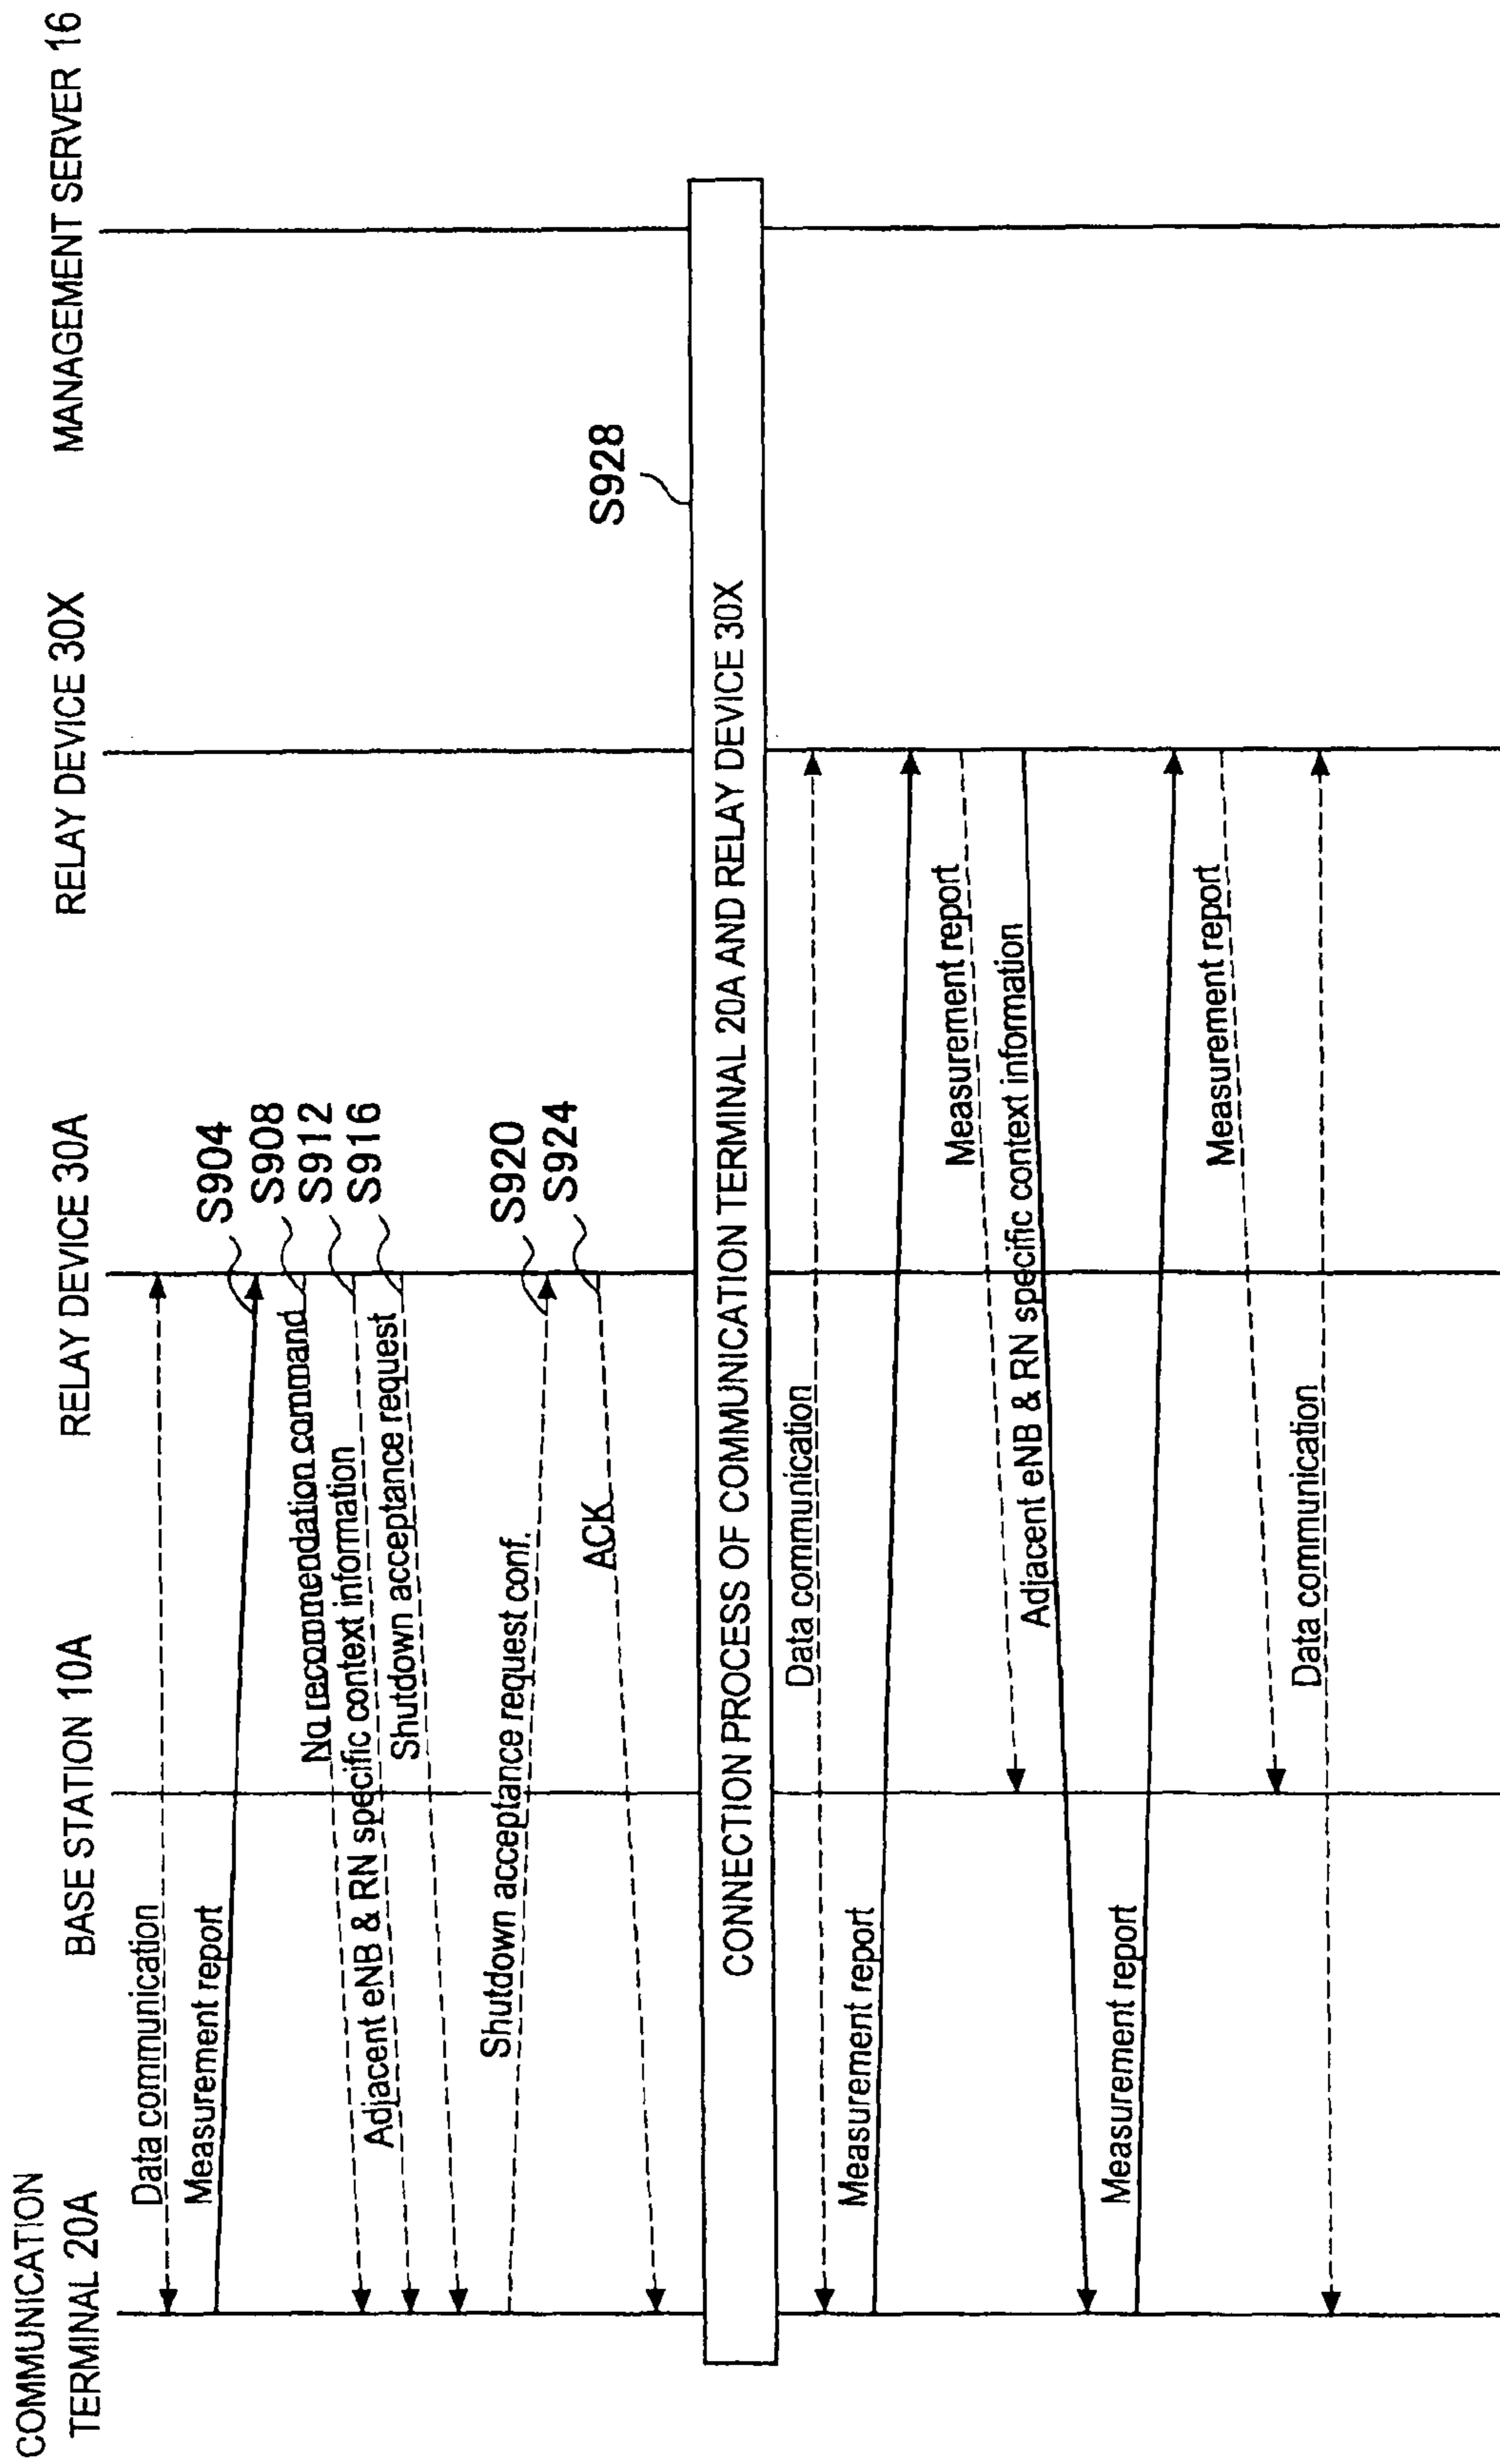 COMMUNICATION
TERMINAL 20A
BASE STATION 10A
RELAY DEVICE 30A
RELAY DEVICE 30X
MANAGEMENT SERVER 16
Data communication
Measurement report
S904
No recomendation command
S908
Adjacent eNB & RN specific context information
S912
Shutdown acceptance request
S916
Shutdown acceptance request conf.
S920
ACK
S924
S928
CONNECTION PROCESS OF COMMUNICATION TERMINAL 20A AND RELAY DEVICE 30X
Data communication
Measurement report
Measurement report
Adjacent eNB & RN specific context information
Measurement report
Measurement report
Data communication